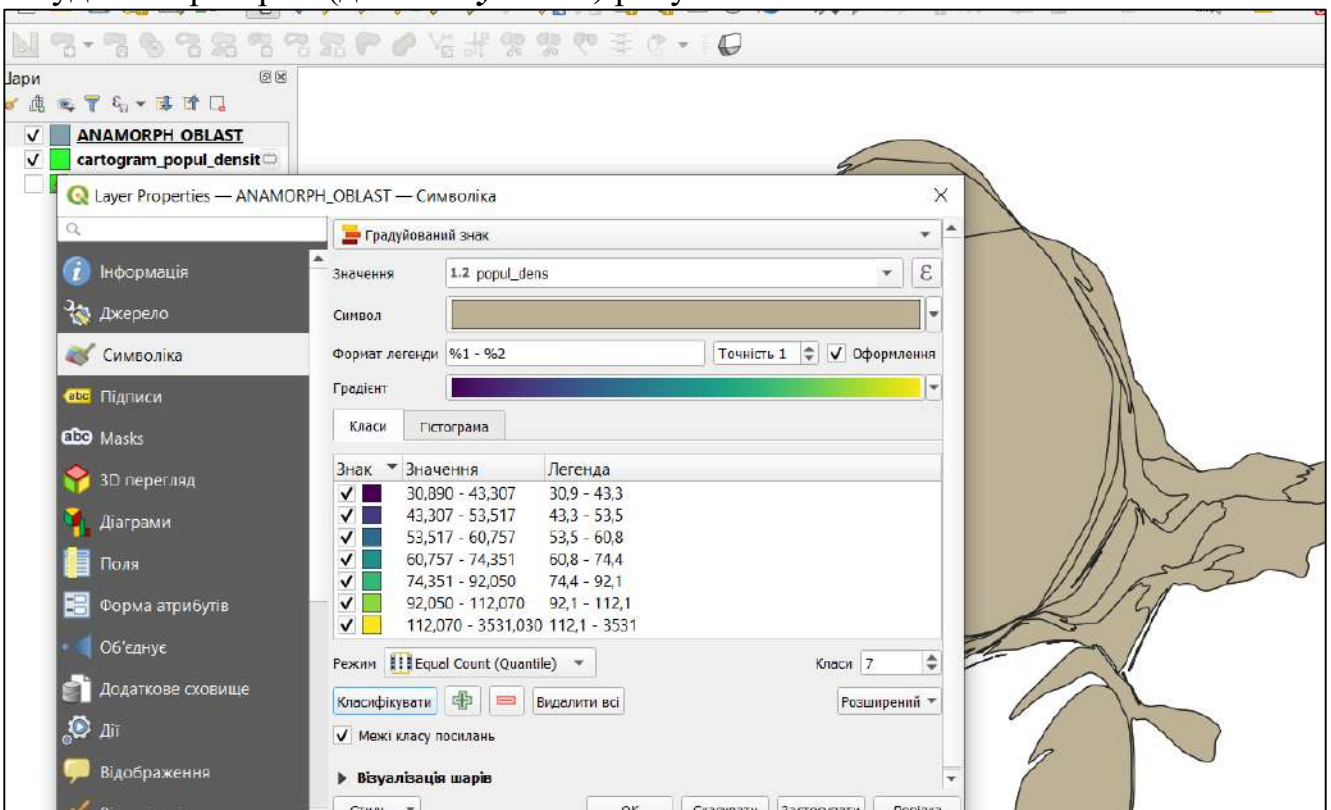 Шари
ANAMORPH_OBLAST
cartogram_popul_densit
Layer Properties — ANAMORPH_OBLAST — Символіка
Градуйований знак
Інформація
Джерело
Символіка
Підписи
Masks
3D перегляд
Діаграми
Поля
Форма атрибутів
Об'єднує
Додаткове сховище
Дії
Відображення
Значення 1.2 popul_dens ε
Символ
Формат легенди %1 - %2 Точність 1 Оформлення
Градієнт
Класи Гістограма
Знак Значення Легенда
30,890 - 43,307 30,9 - 43,3
43,307 - 53,517 43,3 - 53,5
53,517 - 60,757 53,5 - 60,8
60,757 - 74,351 60,8 - 74,4
74,351 - 92,050 74,4 - 92,1
92,050 - 112,070 92,1 - 112,1
112,070 - 3531,030 112,1 - 3531
Режим Equal Count (Quantile) Класи 7
Класифікувати Видалити всі Розширений
Межі класу посилань
Візуалізація шарів
Стиль OK Скасувати Застосувати Довідка